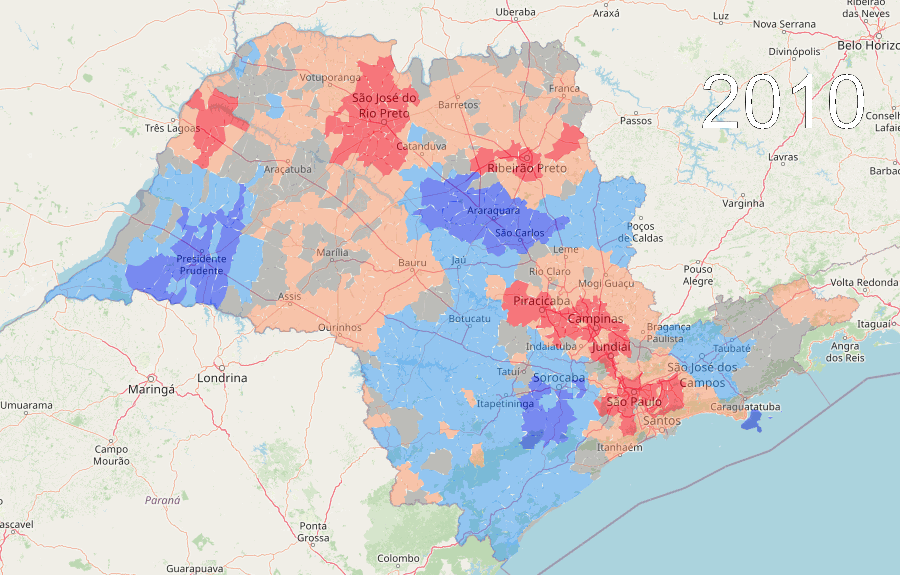 Uberaba
Araxá
Luz
Ribeirão
das Neves
Nova Serrana
Divinópolis
Belo Horizo
2010
Votuporanga
São José do
Rio Preto
Barretos
Franca
Passos
Conselh
Lafaie
Três Lagoas
Catanduva
Lavras
Araçatuba
Ribeirão Preto
Barbac
Varginha
Araraquara
São Carlos
Poços
de Caldas
Presidente
Prudente
Marília
Bauru
Jaú
Leme
Rio Claro
Mogi Guaçu
Pouso
Alegre
Volta Redonda
Assis
Piracicaba
Campinas
Itaguaí
Ourinhos
Botucatu
Bragança
Paulista
Indaiatuba
Jundiaí
Taubaté
Angra
dos Reis
Londrina
Tatuí
Sorocaba
São José dos
Campos
Maringá
Itapetininga
São Paulo
Caraguatatuba
Umuarama
Santos
Itanhaém
Campo
Mourão
Paraná
ascavel
Ponta
Grossa
Colombo
Guarapuava